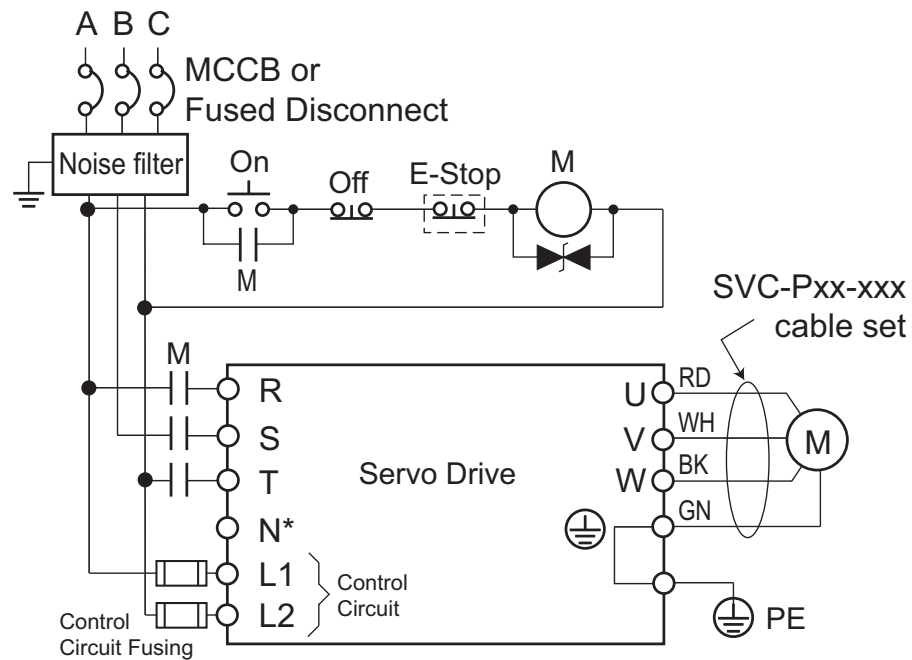 A B C
MCCB or
Fused Disconnect
Noise filter
On
Off
E-Stop
M
M
SVC-Pxx-xxx
cable set
M
R
S
T
N*
L1
L2
Control
Circuit
Servo Drive
U
V
W
RD
WH
BK
GN
M
PE
Control
Circuit Fusing